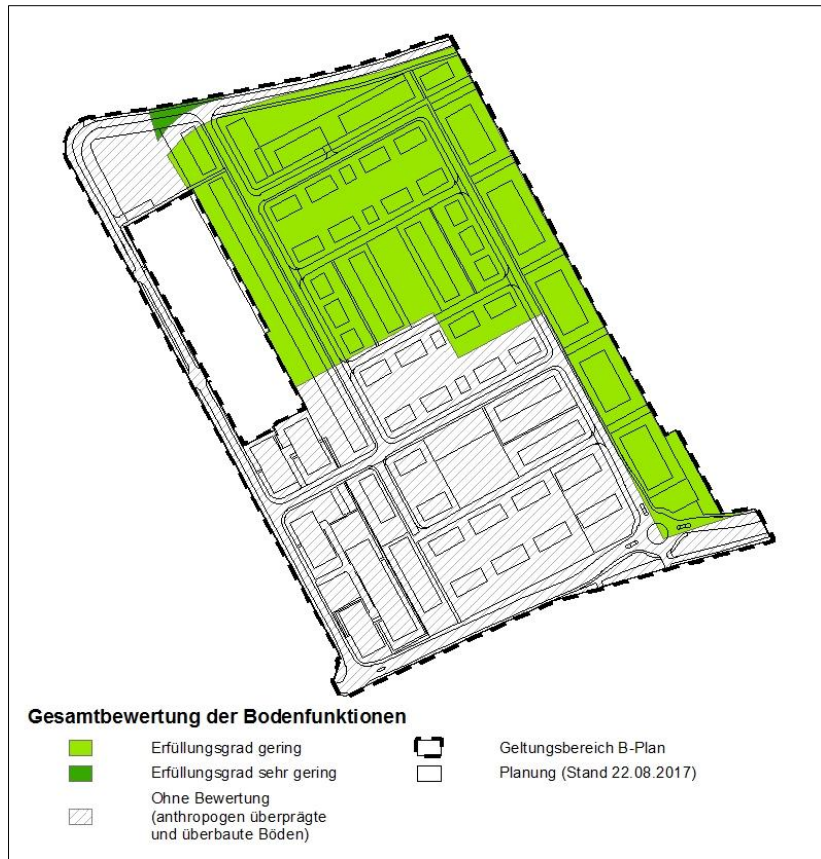 Gesamtbewertung der Bodenfunktionen
Erfüllungsgrad gering
Erfüllungsgrad sehr gering
Ohne Bewertung
(anthropogen überprägte
und überbaute Böden)
Geltungsbereich B-Plan
Planung (Stand 22.08.2017)